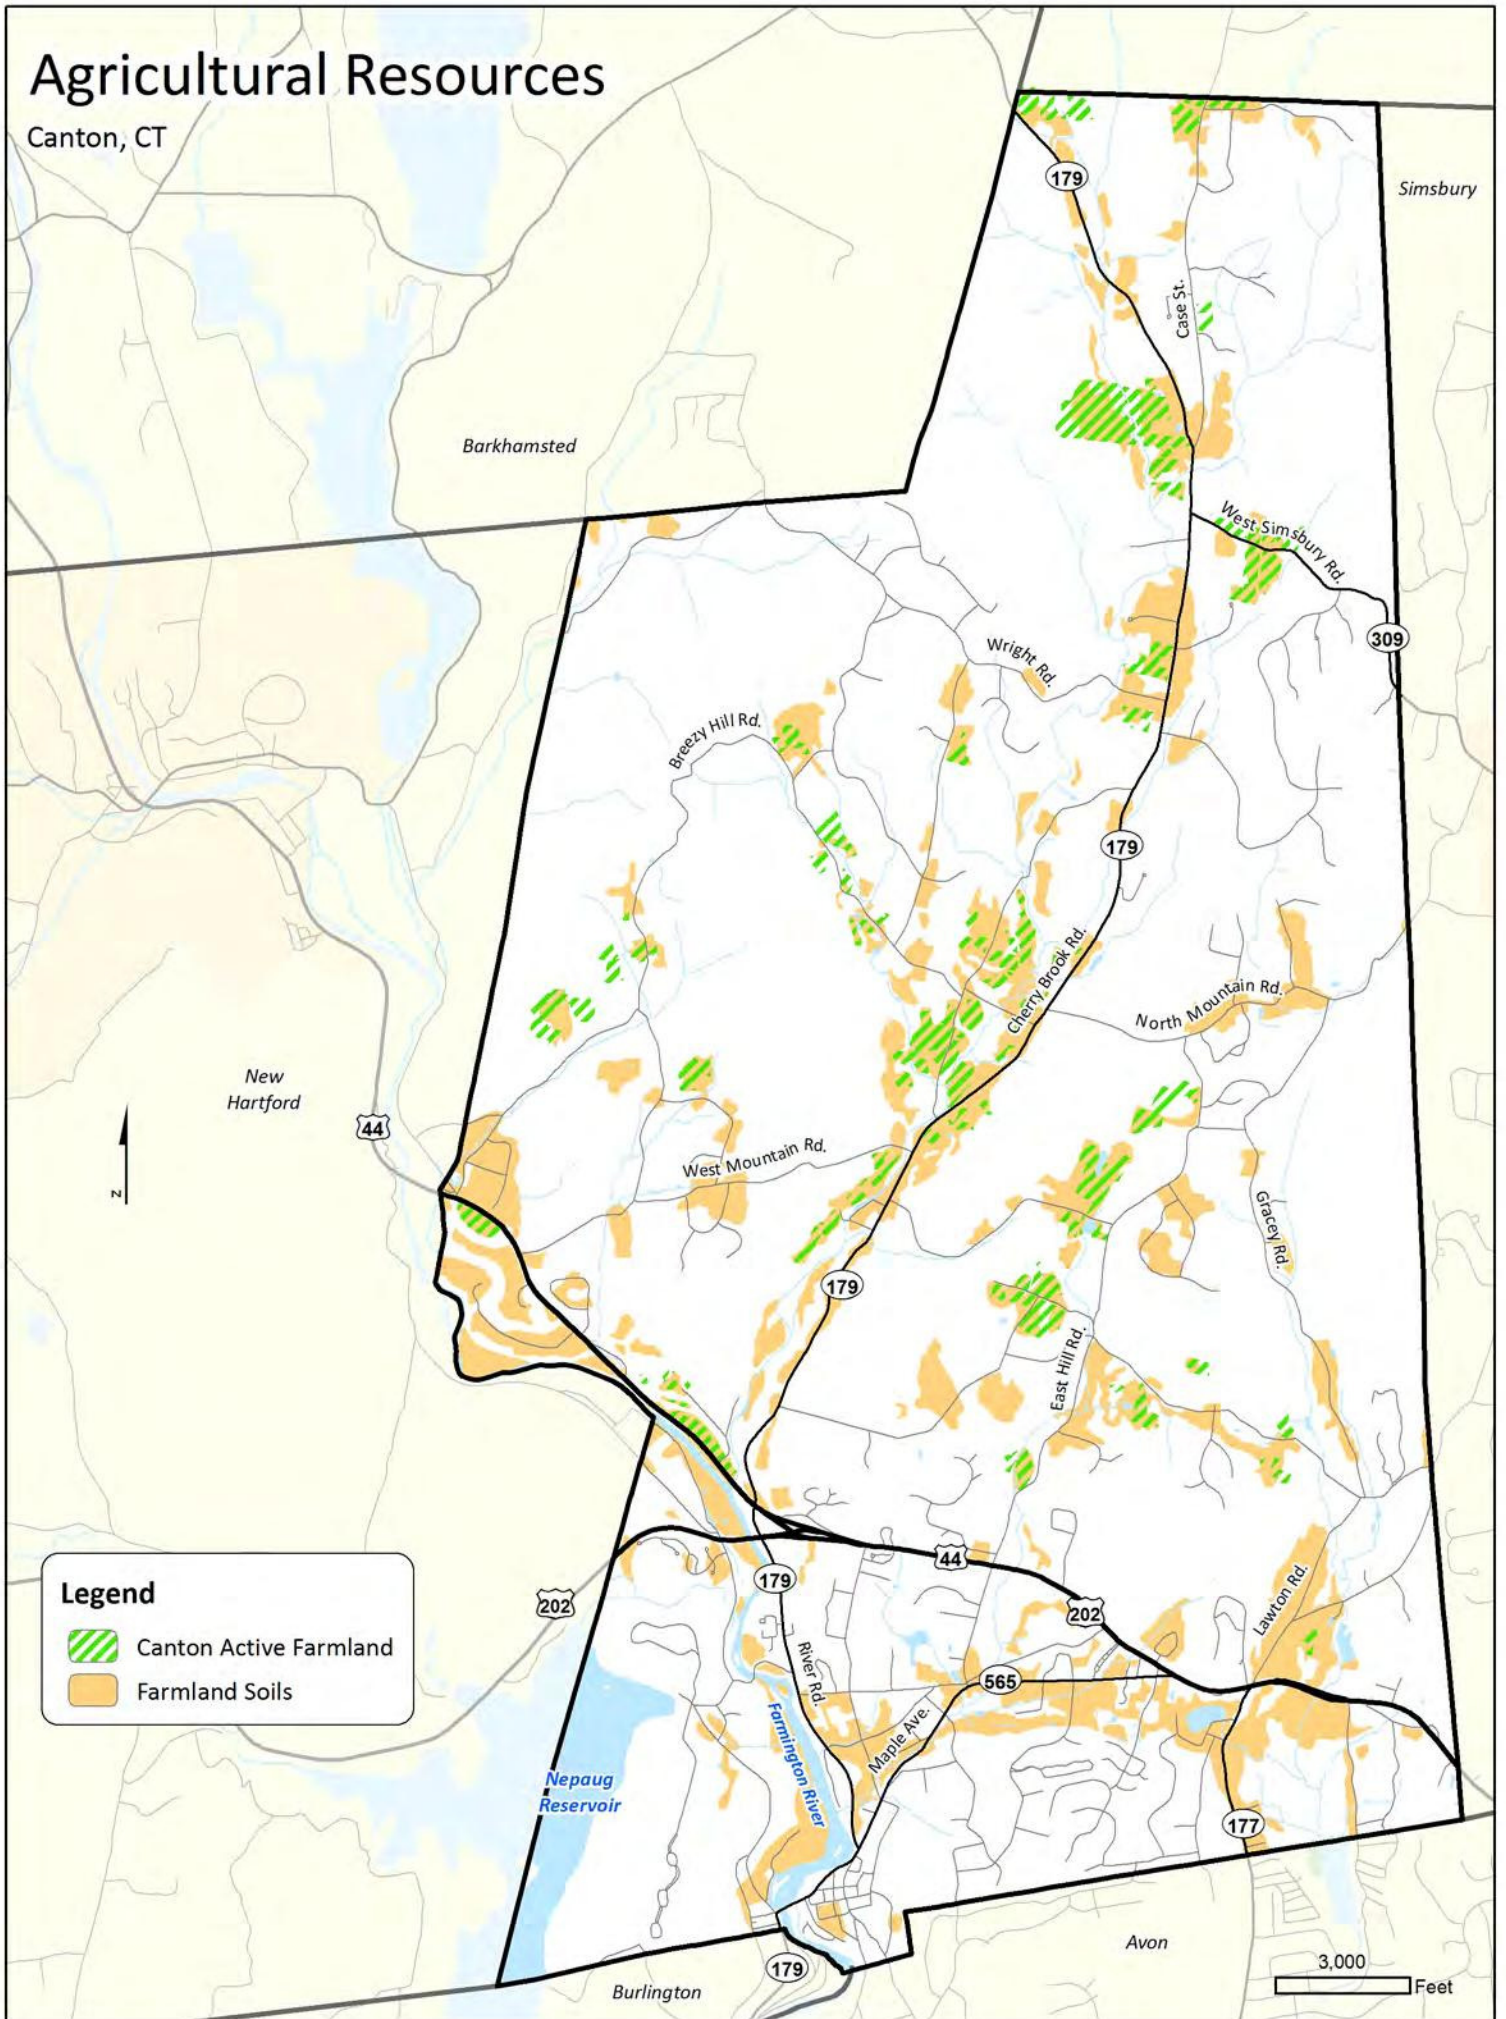 Agricultural Resources
Canton, CT
Simsbury
179
Case St.
Barkhamsted
West Simsbury Rd.
309
Wright Rd.
Breezy Hill Rd.
179
Cherry Brook Rd.
North Mountain Rd.
New
Hartford
44
N
West Mountain Rd.
Gracey Rd.
179
East Hill Rd.
44
Legend
Canton Active Farmland
Farmland Soils
202
179
202
Lawton Rd.
River Rd.
565
Maple Ave.
Farmington River
Nepaug
Reservoir
177
Avon
179
Burlington
3,000
Feet